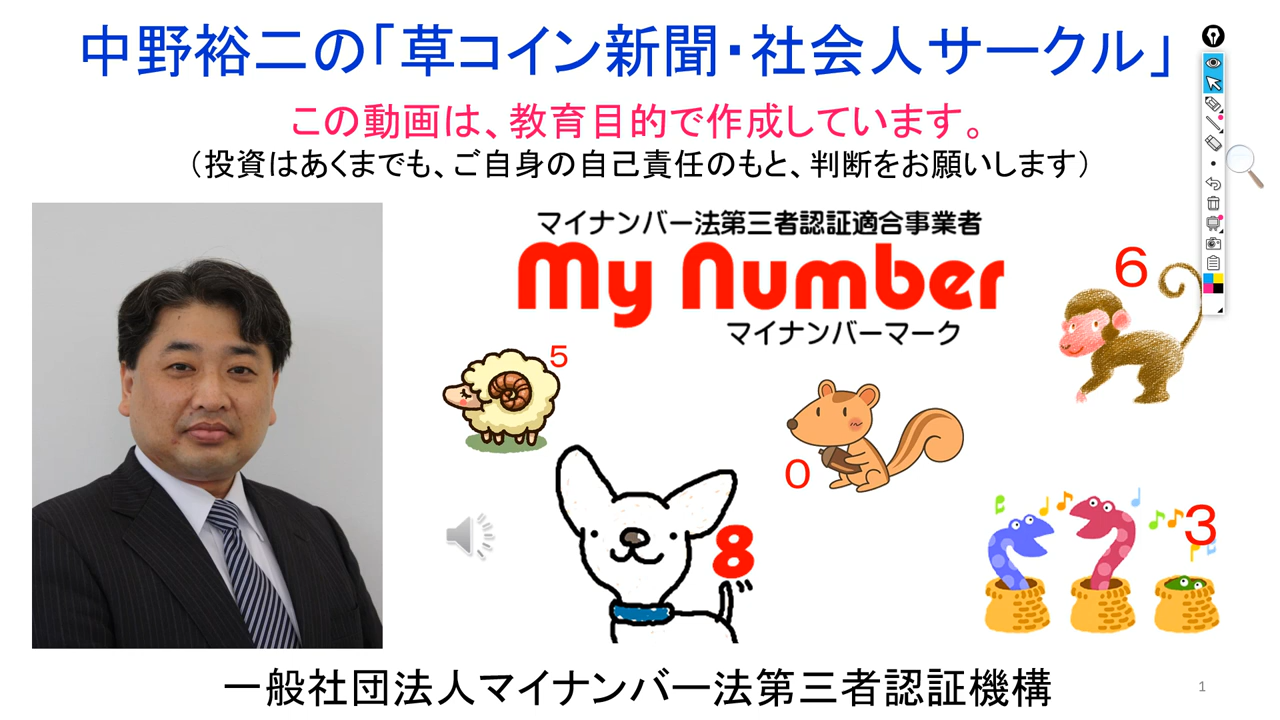 中野裕二の「草コイン新聞・社会人サークル」
この動画は、教育目的で作成しています。
（投資はあくまでも、ご自身の自己責任のもと、判断をお願いします）
マイナンバー法第三者認証適合事業者
My Number
マイナンバーマーク
6
5
0
8
3
一般社団法人マイナンバー法第三者認証機構
1